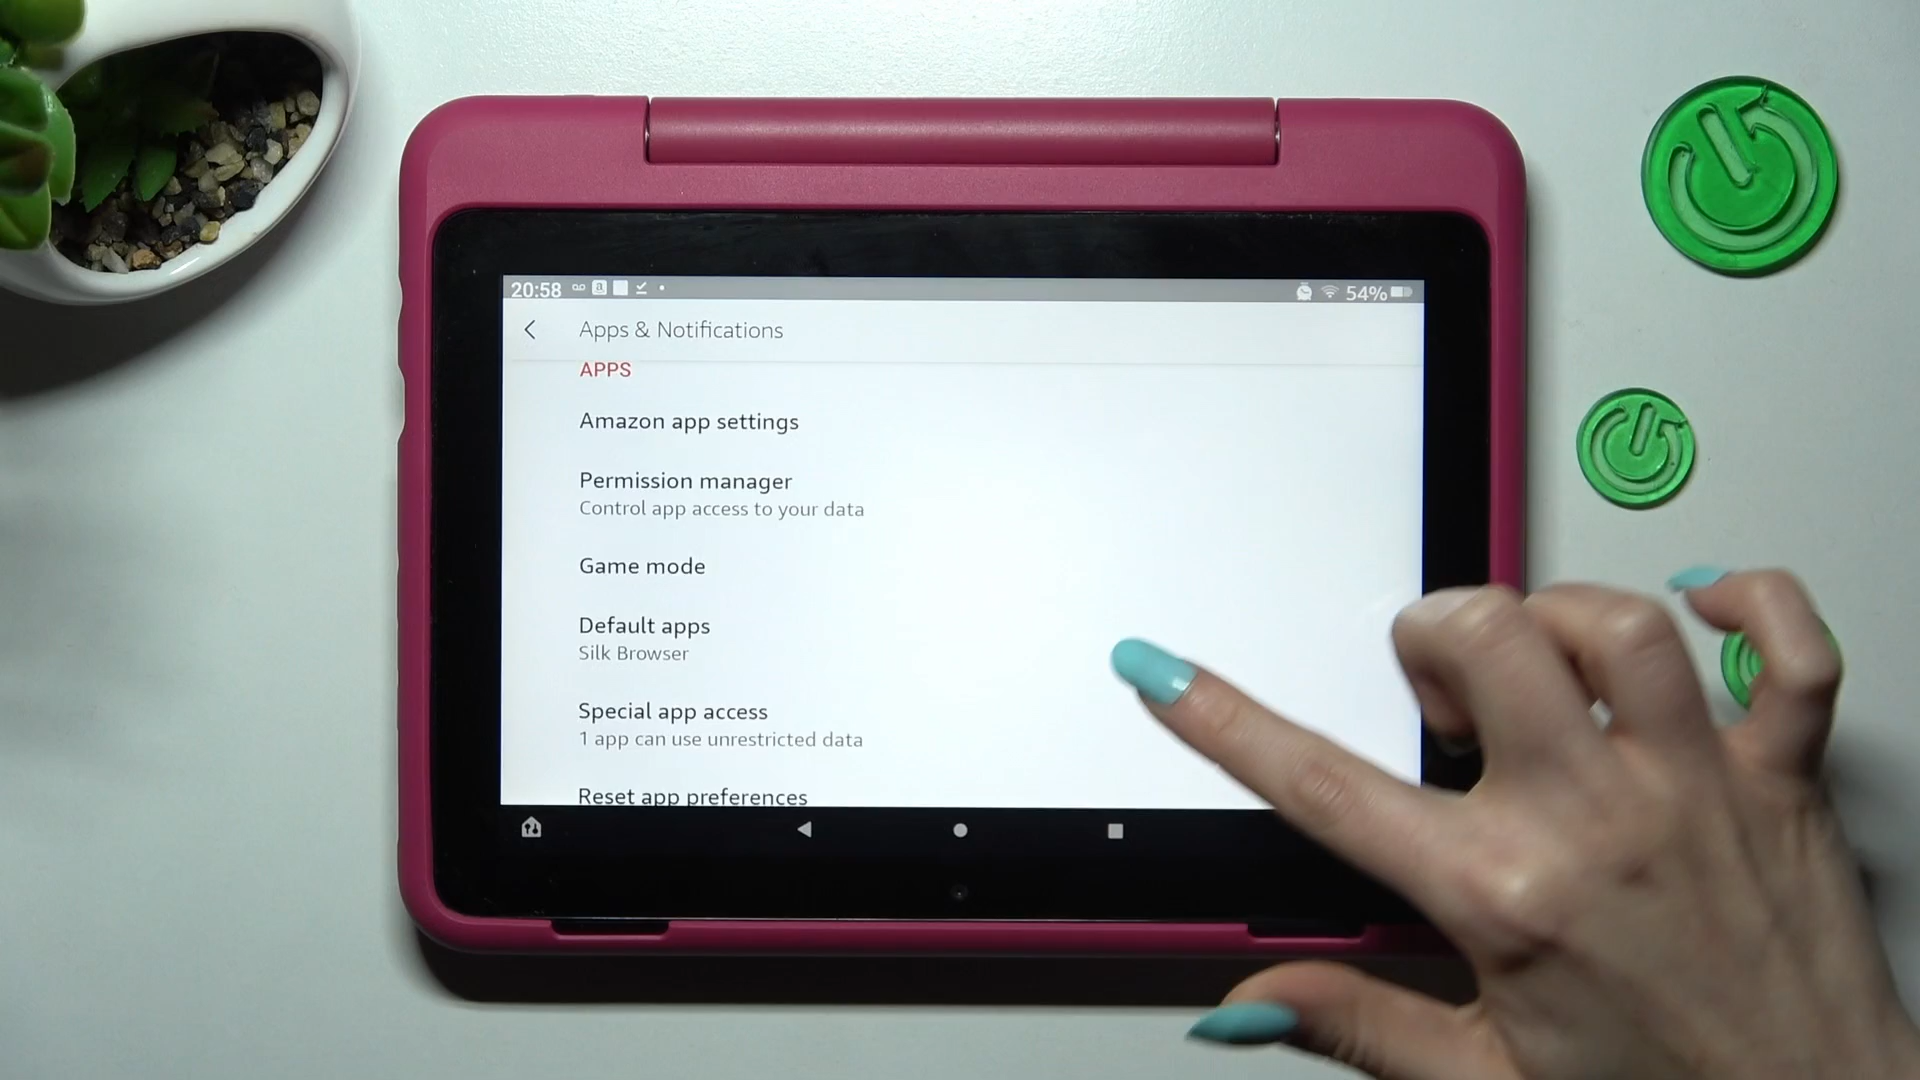 20:58
54%
Apps & Notifications
APPS
Amazon app settings
Permission manager
Control app access to your data
Game mode
Default apps
Silk Browser
Special app access
1 app can use unrestricted data
Reset app preferences